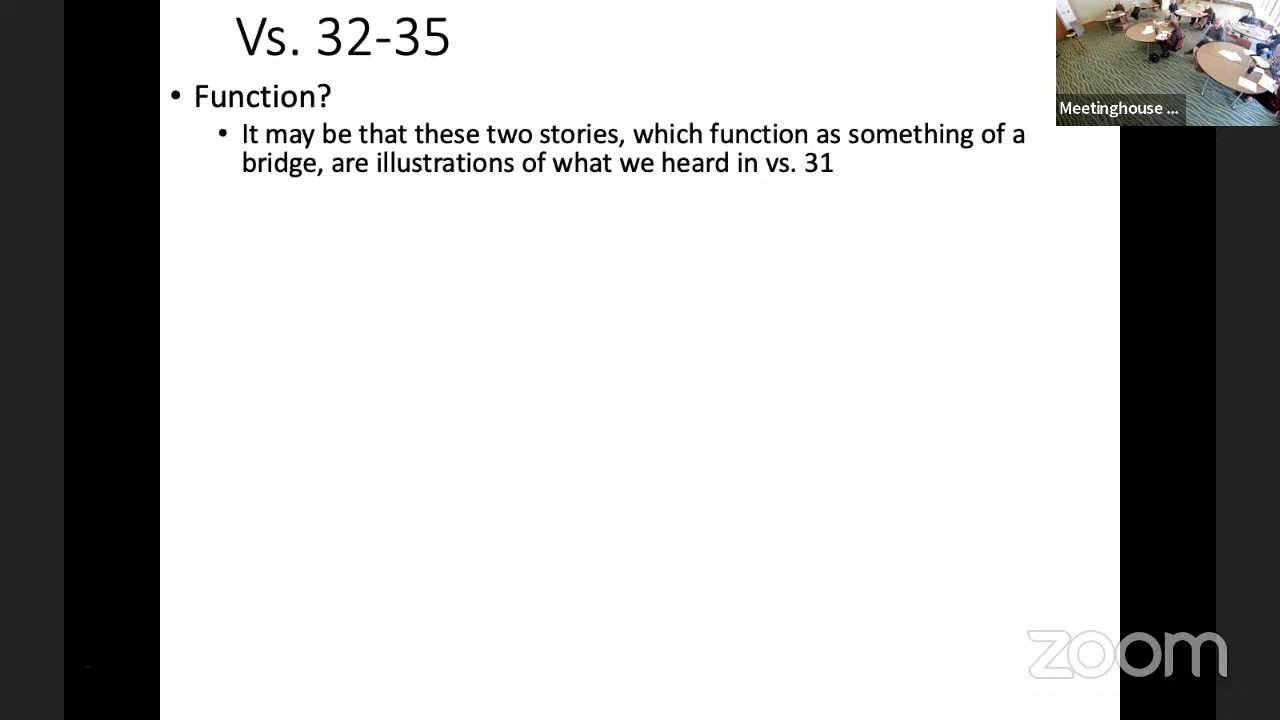 Vs. 32-35
• Function?
• It may be that these two stories, which function as something of a
bridge, are illustrations of what we heard in vs. 31
Meetinghouse ...
zoom